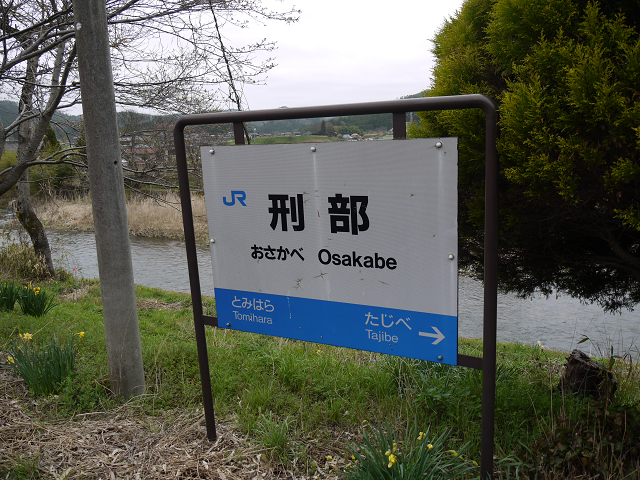 JR
刑部
おさかべ Osakabe
とみはら たじべ
Tomihara Tajibe →